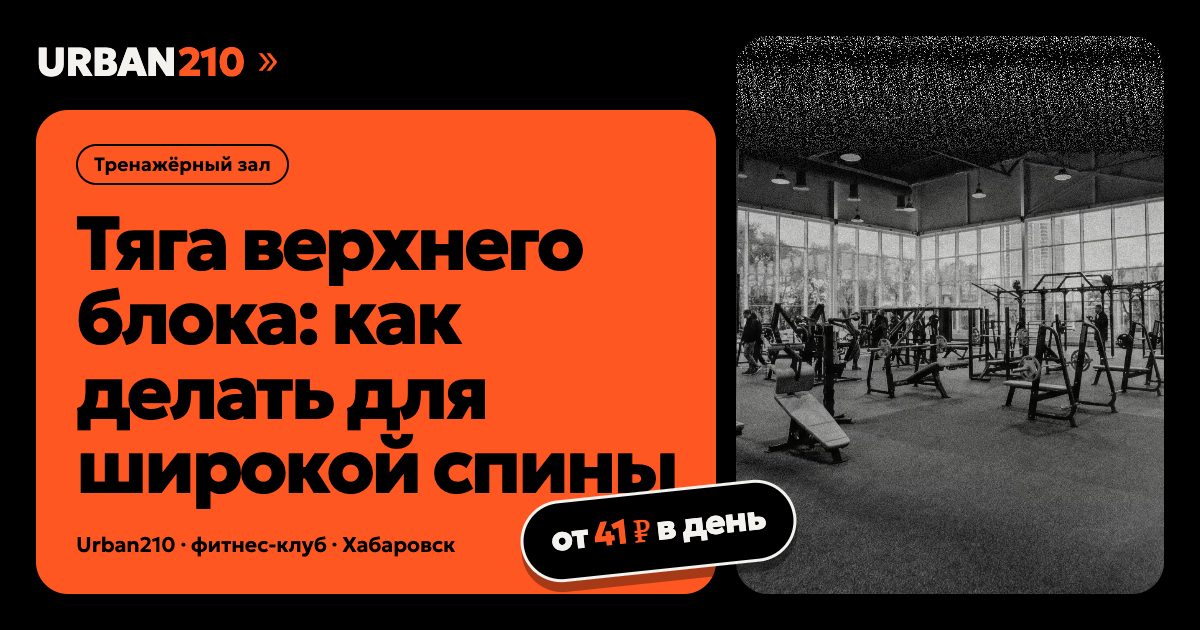 URBAN210 »
Тренажёрный зал
Тяга верхнего
блока: как
делать для
широкой спины
Urban210 · фитнес-клуб · Хабаровск
от 41 ₽ в день